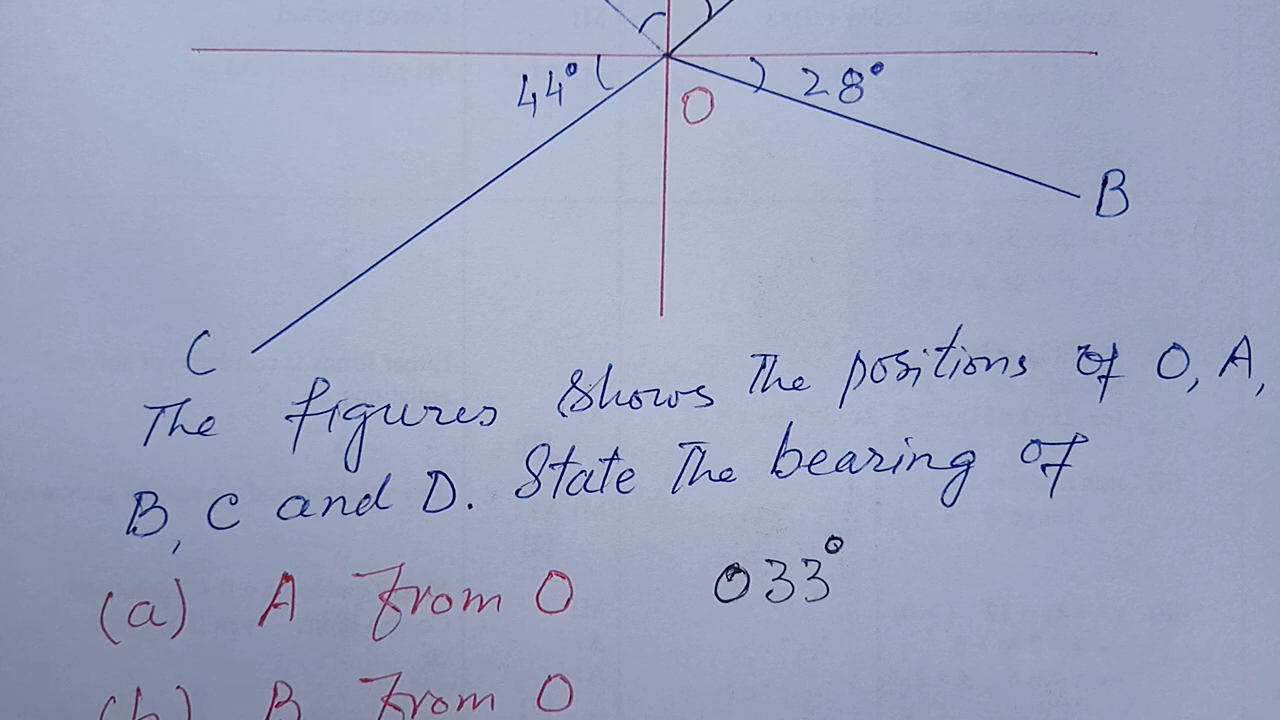 44° 28°
O
B
C
The figures shows The positions of O, A,
B, C and D. State The bearing of
(a) A from O 033°
(b) B from O